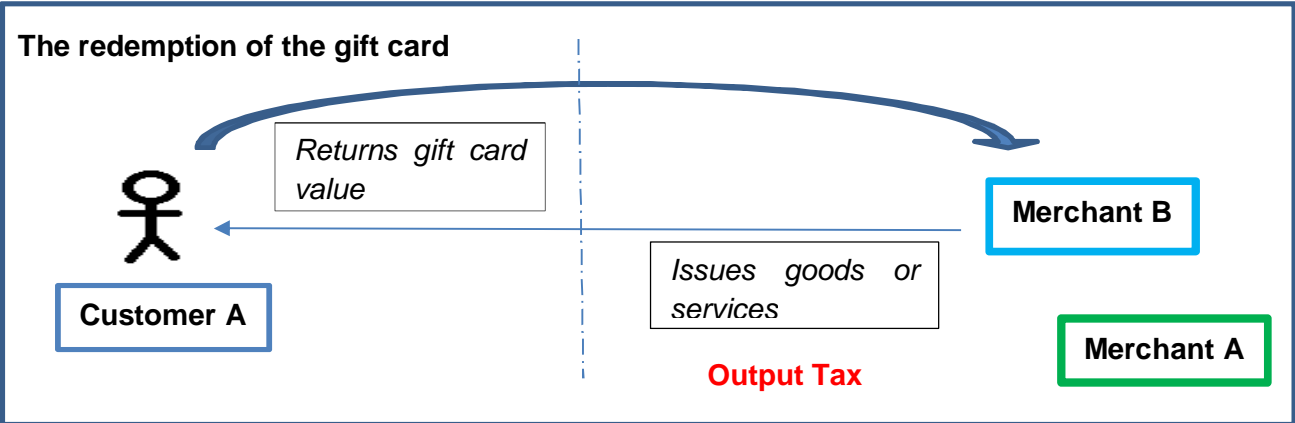 The redemption of the gift card
Returns gift card
value
Merchant B
Issues goods or
services
Customer A
Merchant A
Output Tax